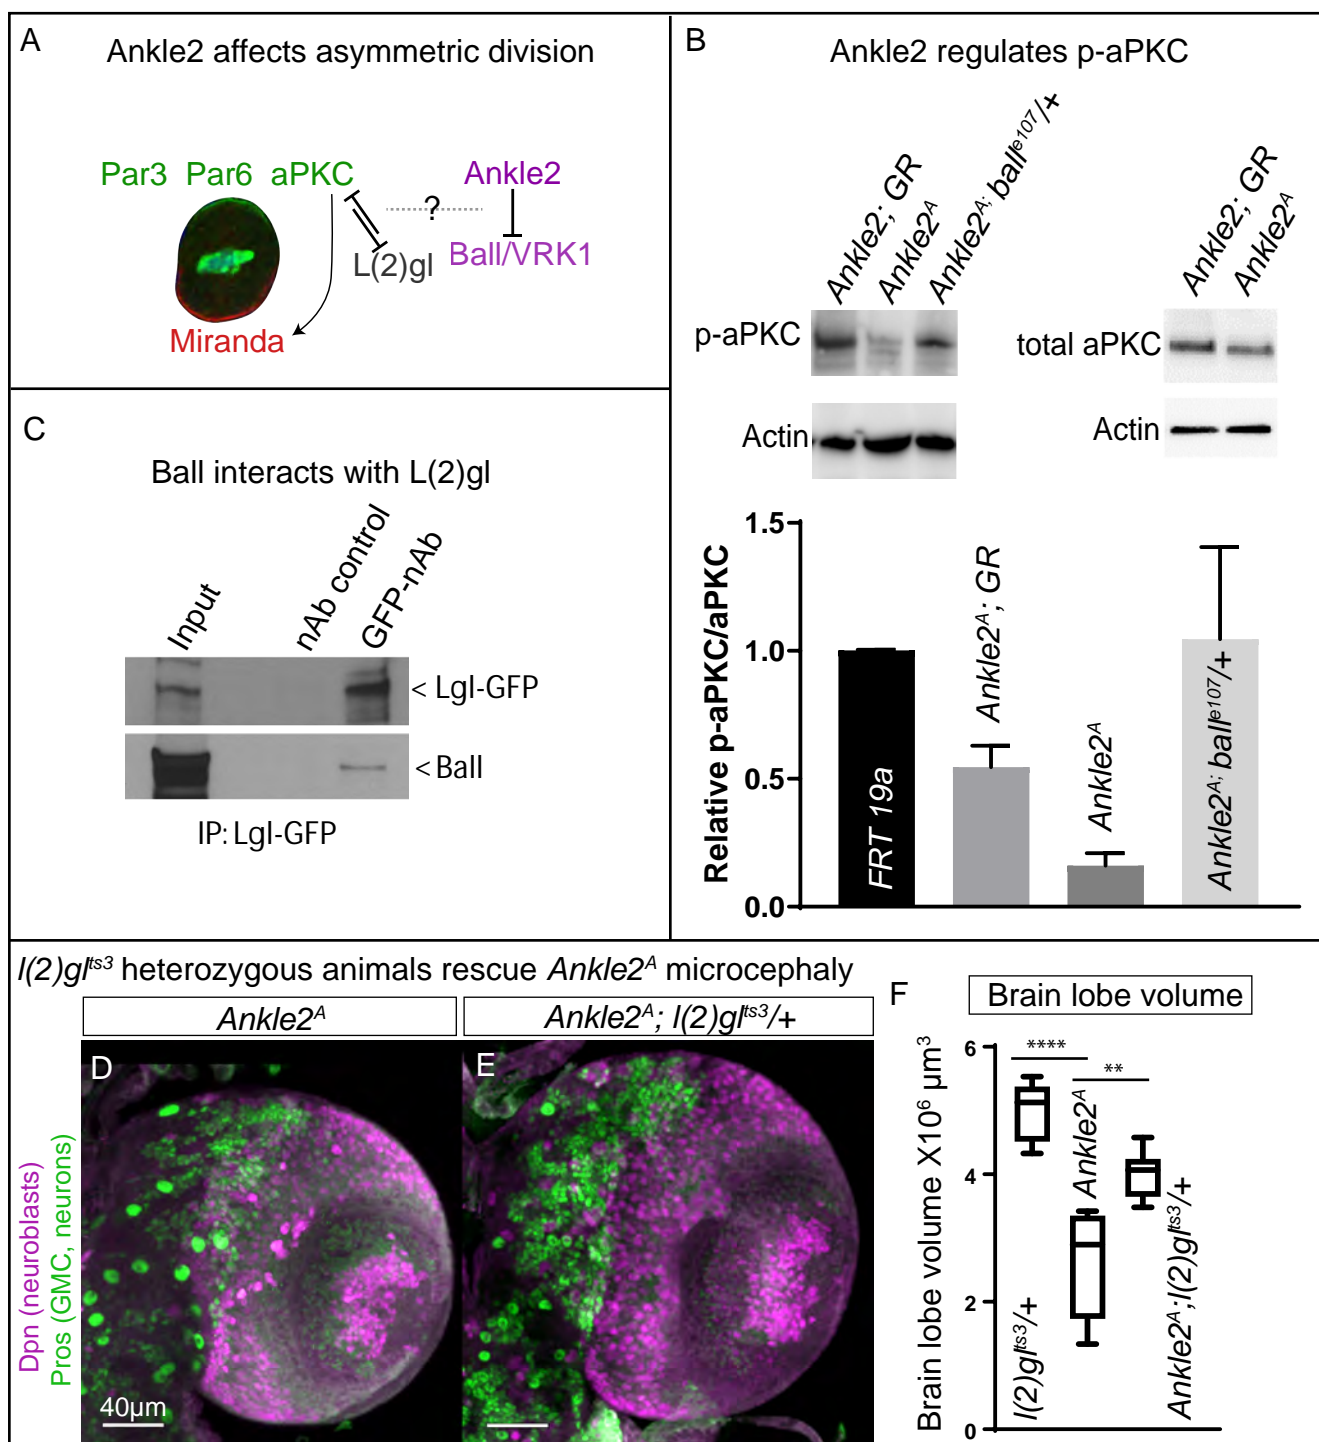 A
Ankle2 affects asymmetric division
Par3 Par6 aPKC
Ankle2
?
L(2)gl
Ball/VRK1
Miranda
B
Ankle2 regulates p-aPKC
Ankle2; GR
Ankle2A
Ankle2A; balle107/+
Ankle2; GR
Ankle2A
p-aPKC
total aPKC
Actin
Actin
1.5
1.0
0.5
0.0
Relative p-aPKC/aPKC
FRT 19a
Ankle2A; GR
Ankle2A
Ankle2A; balle107/+
C
Ball interacts with L(2)gl
Input
nAb control
GFP-nAb
< Lgl-GFP
< Ball
IP: Lgl-GFP
l(2)glts3 heterozygous animals rescue Ankle2A microcephaly
Ankle2A
Ankle2A; l(2)glts3/+
D
E
Dpn (neuroblasts)
Pros (GMC, neurons)
40µm
F
Brain lobe volume
Brain lobe volume X10⁶ µm³
6
4
2
0
****
**
l(2)glts3/+
Ankle2A
Ankle2A;l(2)glts3/+